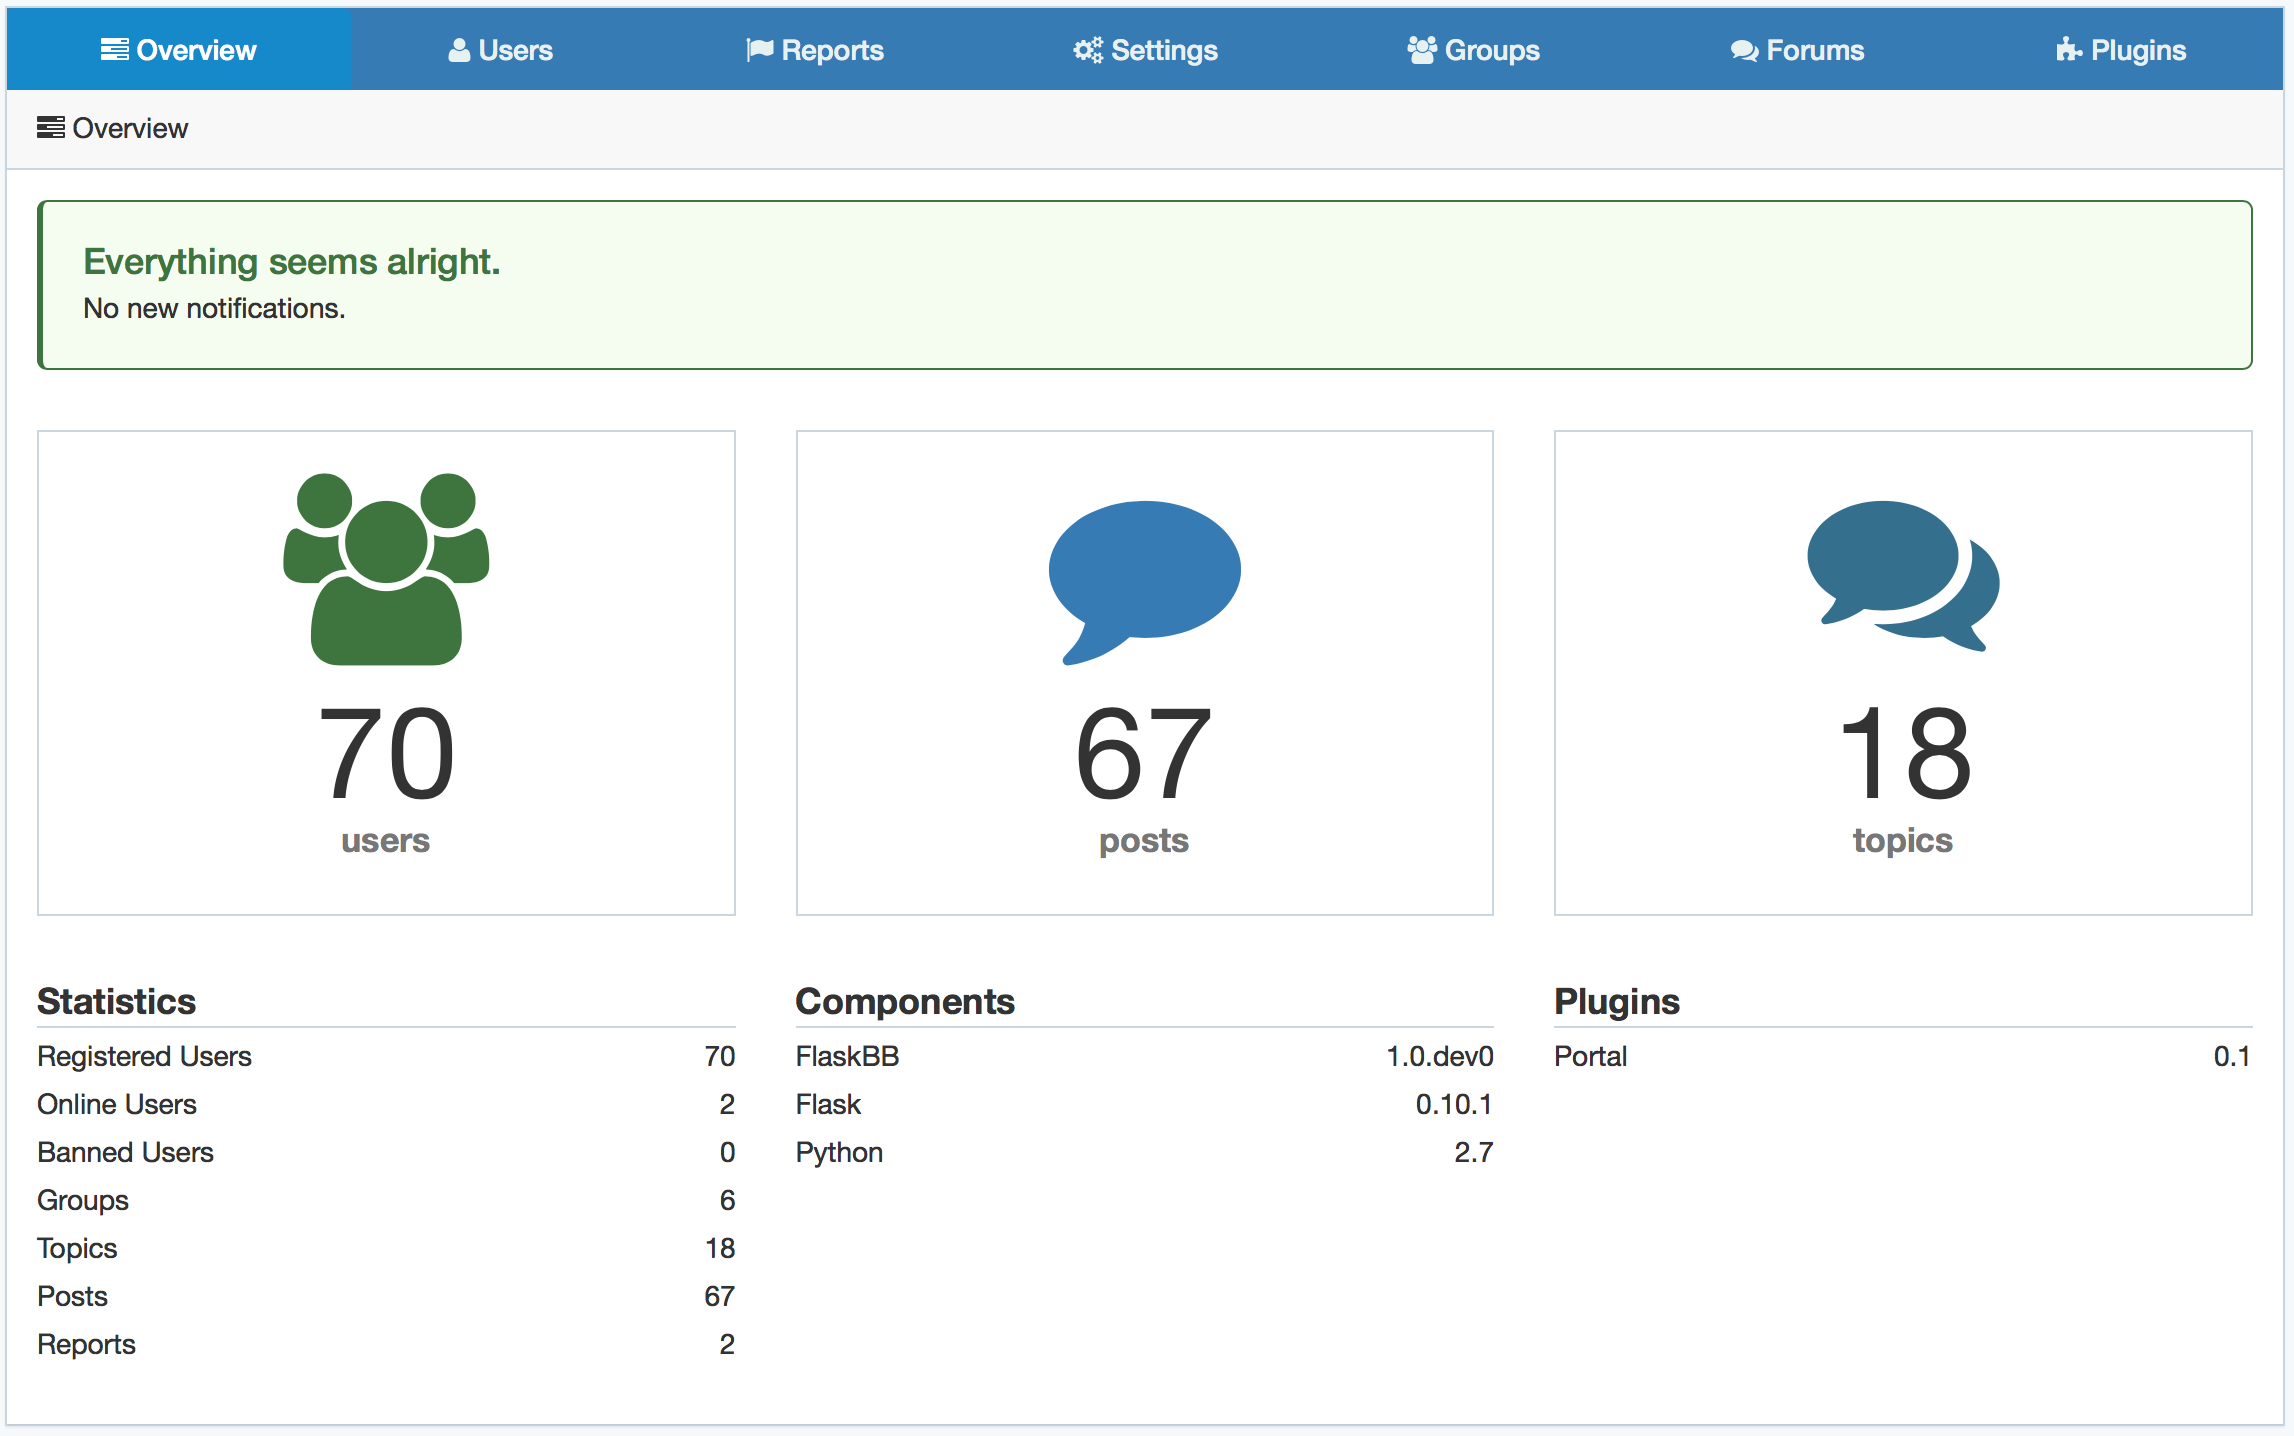 Overview Users Reports Settings Groups Forums Plugins
Overview
Everything seems alright.
No new notifications.
70
users
67
posts
18
topics
Statistics
Registered Users 70
Online Users 2
Banned Users 0
Groups 6
Topics 18
Posts 67
Reports 2
Components
FlaskBB 1.0.dev0
Flask 0.10.1
Python 2.7
Plugins
Portal 0.1